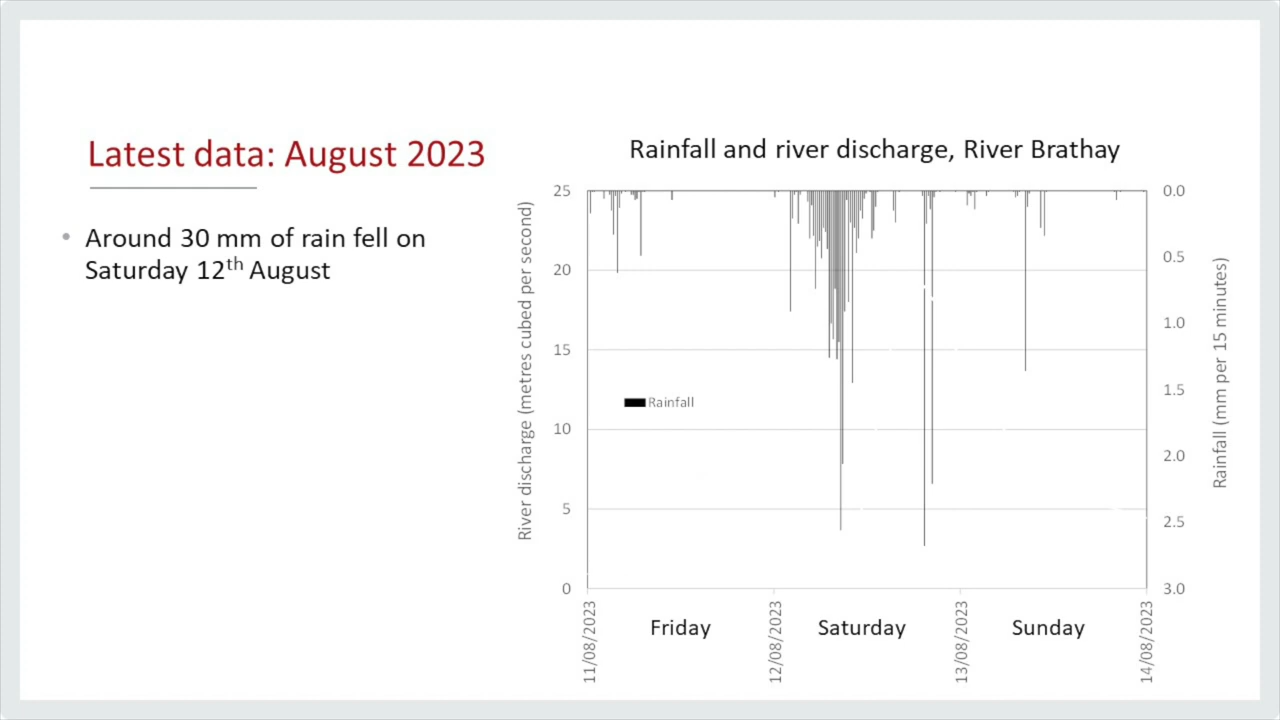 Latest data: August 2023
Around 30 mm of rain fell on
Saturday 12th August
Rainfall and river discharge, River Brathay
River discharge (metres cubed per second)
25
20
15
10
5
0
Rainfall
0.0
0.5
1.0
1.5
2.0
2.5
3.0
Rainfall (mm per 15 minutes)
11/08/2023
Friday
12/08/2023
Saturday
13/08/2023
Sunday
14/08/2023